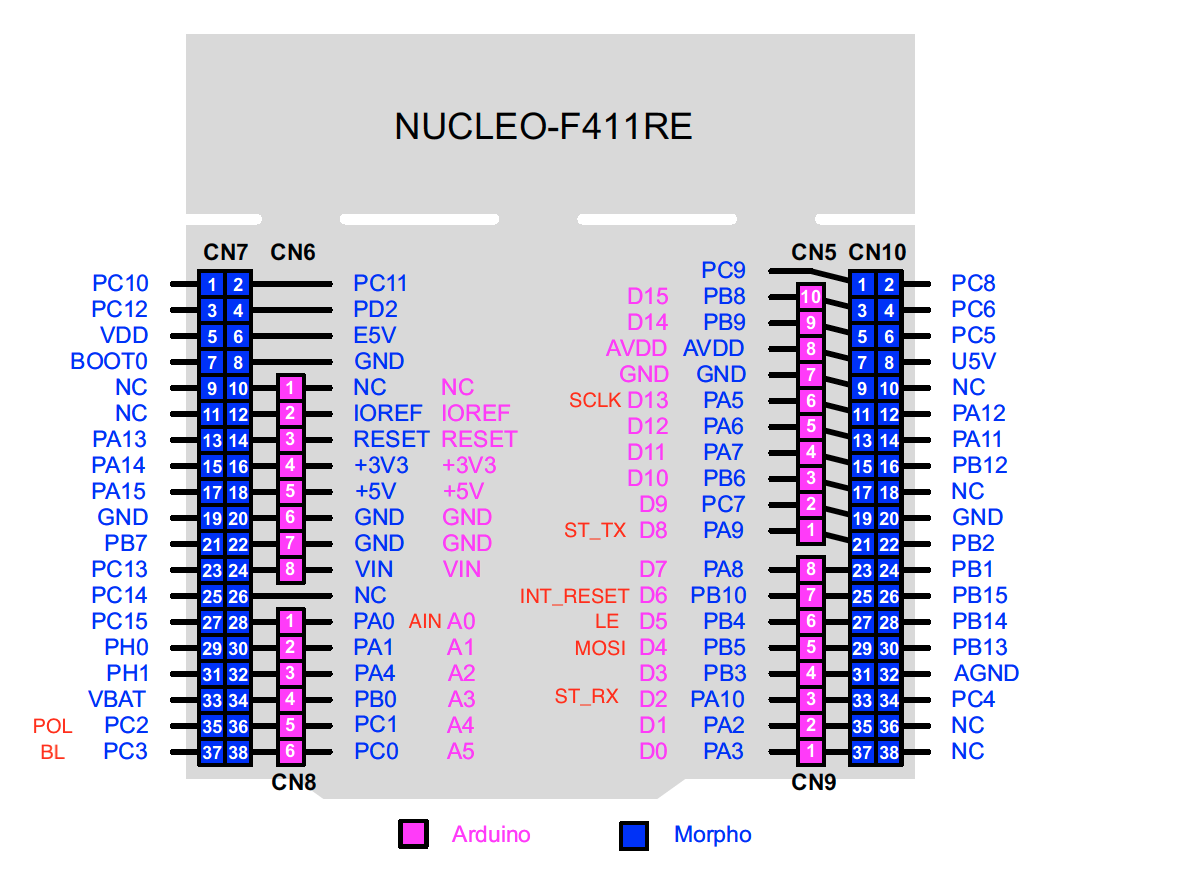 NUCLEO-F411RE
CN7 CN6 CN5 CN10
PC9
PC10 1 2 PC11 1 2 PC8
D15 PB8 10
PC12 3 4 PD2 3 4 PC6
D14 PB9 9
VDD 5 6 E5V 5 6 PC5
AVDD AVDD 8
BOOT0 7 8 GND 7 8 U5V
GND GND 7
NC 9 10 1 NC NC 9 10 NC
SCLK D13 PA5 6
NC 11 12 2 IOREF IOREF 11 12 PA12
D12 PA6 5
PA13 13 14 3 RESET RESET 13 14 PA11
D11 PA7 4
PA14 15 16 4 +3V3 +3V3 15 16 PB12
D10 PB6 3
PA15 17 18 5 +5V +5V 17 18 NC
D9 PC7 2
GND 19 20 6 GND GND 19 20 GND
ST_TX D8 PA9 1
PB7 21 22 7 GND GND 21 22 PB2
PC13 23 24 8 VIN VIN D7 PA8 8 23 24 PB1
PC14 25 26 NC INT_RESET D6 PB10 7 25 26 PB15
PC15 27 28 1 PA0 AIN A0 LE D5 PB4 6 27 28 PB14
PH0 29 30 2 PA1 A1 MOSI D4 PB5 5 29 30 PB13
PH1 31 32 3 PA4 A2 D3 PB3 4 31 32 AGND
VBAT 33 34 4 PB0 A3 ST_RX D2 PA10 3 33 34 PC4
POL PC2 35 36 5 PC1 A4 D1 PA2 2 35 36 NC
BL PC3 37 38 6 PC0 A5 D0 PA3 1 37 38 NC
CN8 CN9
Arduino Morpho